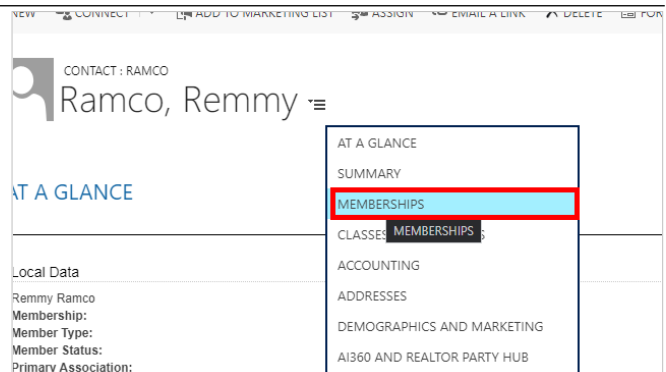 NEW CONNECT ADD TO MARKETING LIST ASSIGN EMAIL A LINK DELETE FOR
CONTACT : RAMCO
Ramco, Remmy
AT A GLANCE
SUMMARY
AT A GLANCE
MEMBERSHIPS
CLASSES MEMBERSHIPS S
Local Data
ACCOUNTING
Remmy Ramco
ADDRESSES
Membership:
Member Type:
DEMOGRAPHICS AND MARKETING
Member Status:
AI360 AND REALTOR PARTY HUB
Primary Association: